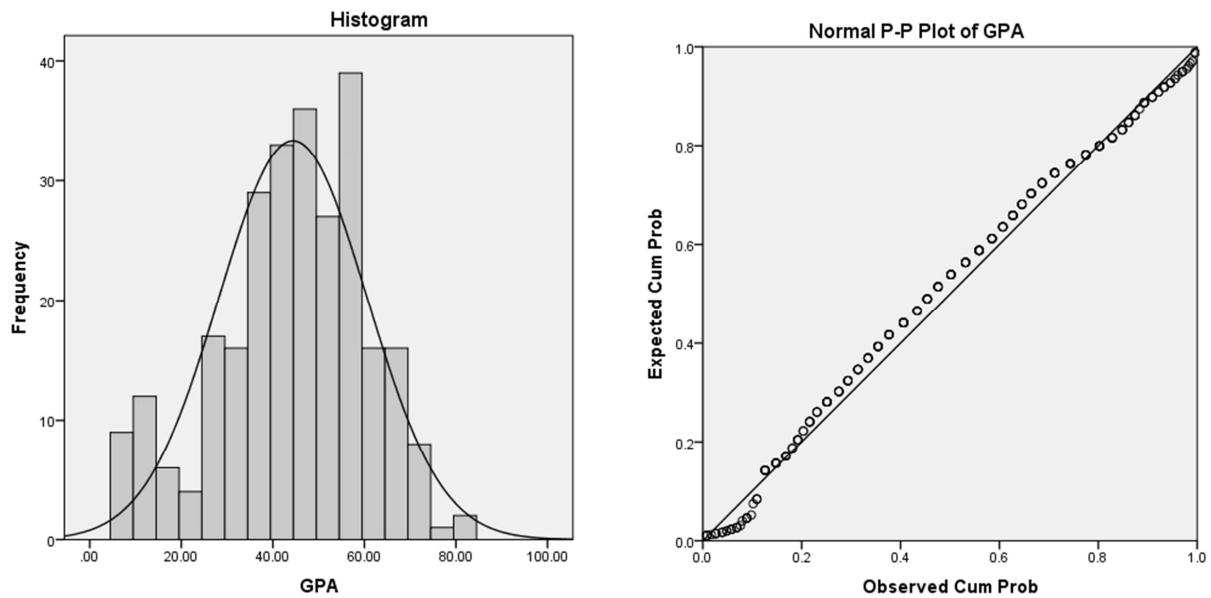 Histogram
Frequency
40
30
20
10
0
.00 20.00 40.00 60.00 80.00 100.00
GPA
Normal P-P Plot of GPA
Expected Cum Prob
1.0
0.8
0.6
0.4
0.2
0.0
0.0 0.2 0.4 0.6 0.8 1.0
Observed Cum Prob